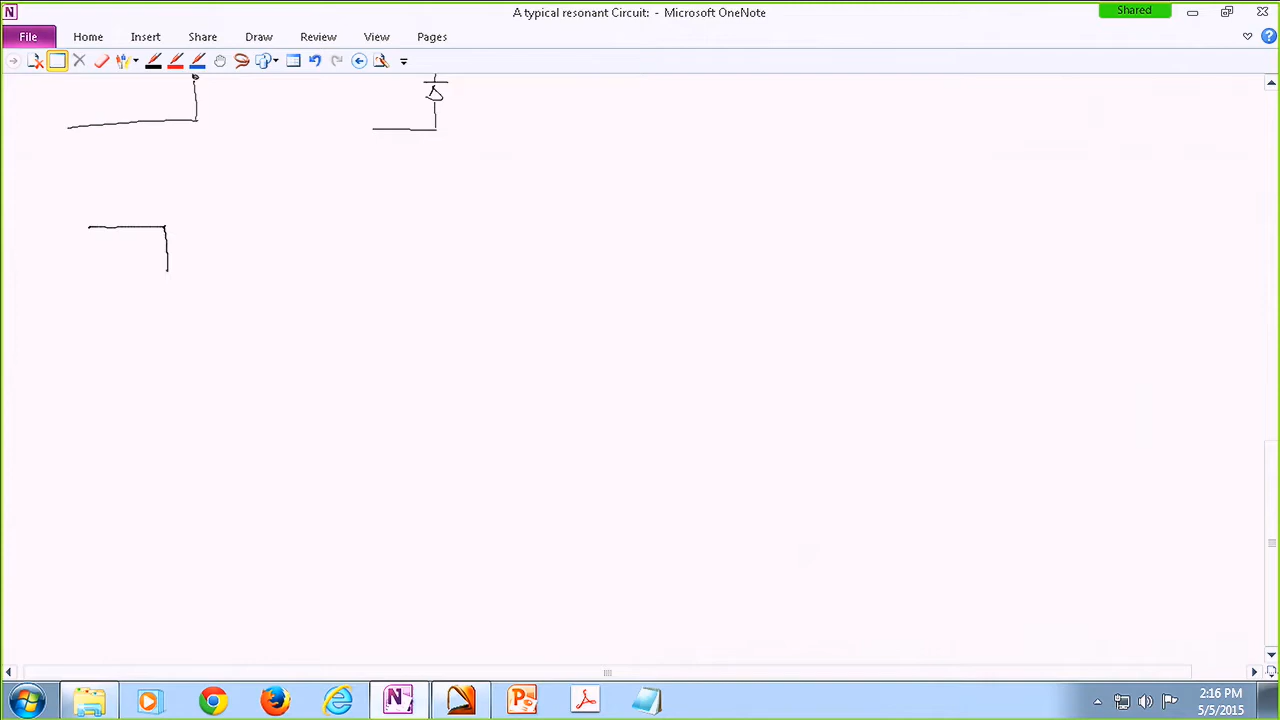 A typical resonant Circuit: - Microsoft OneNote
Shared
File Home Insert Share Draw Review View Pages
2:16 PM
5/5/2015